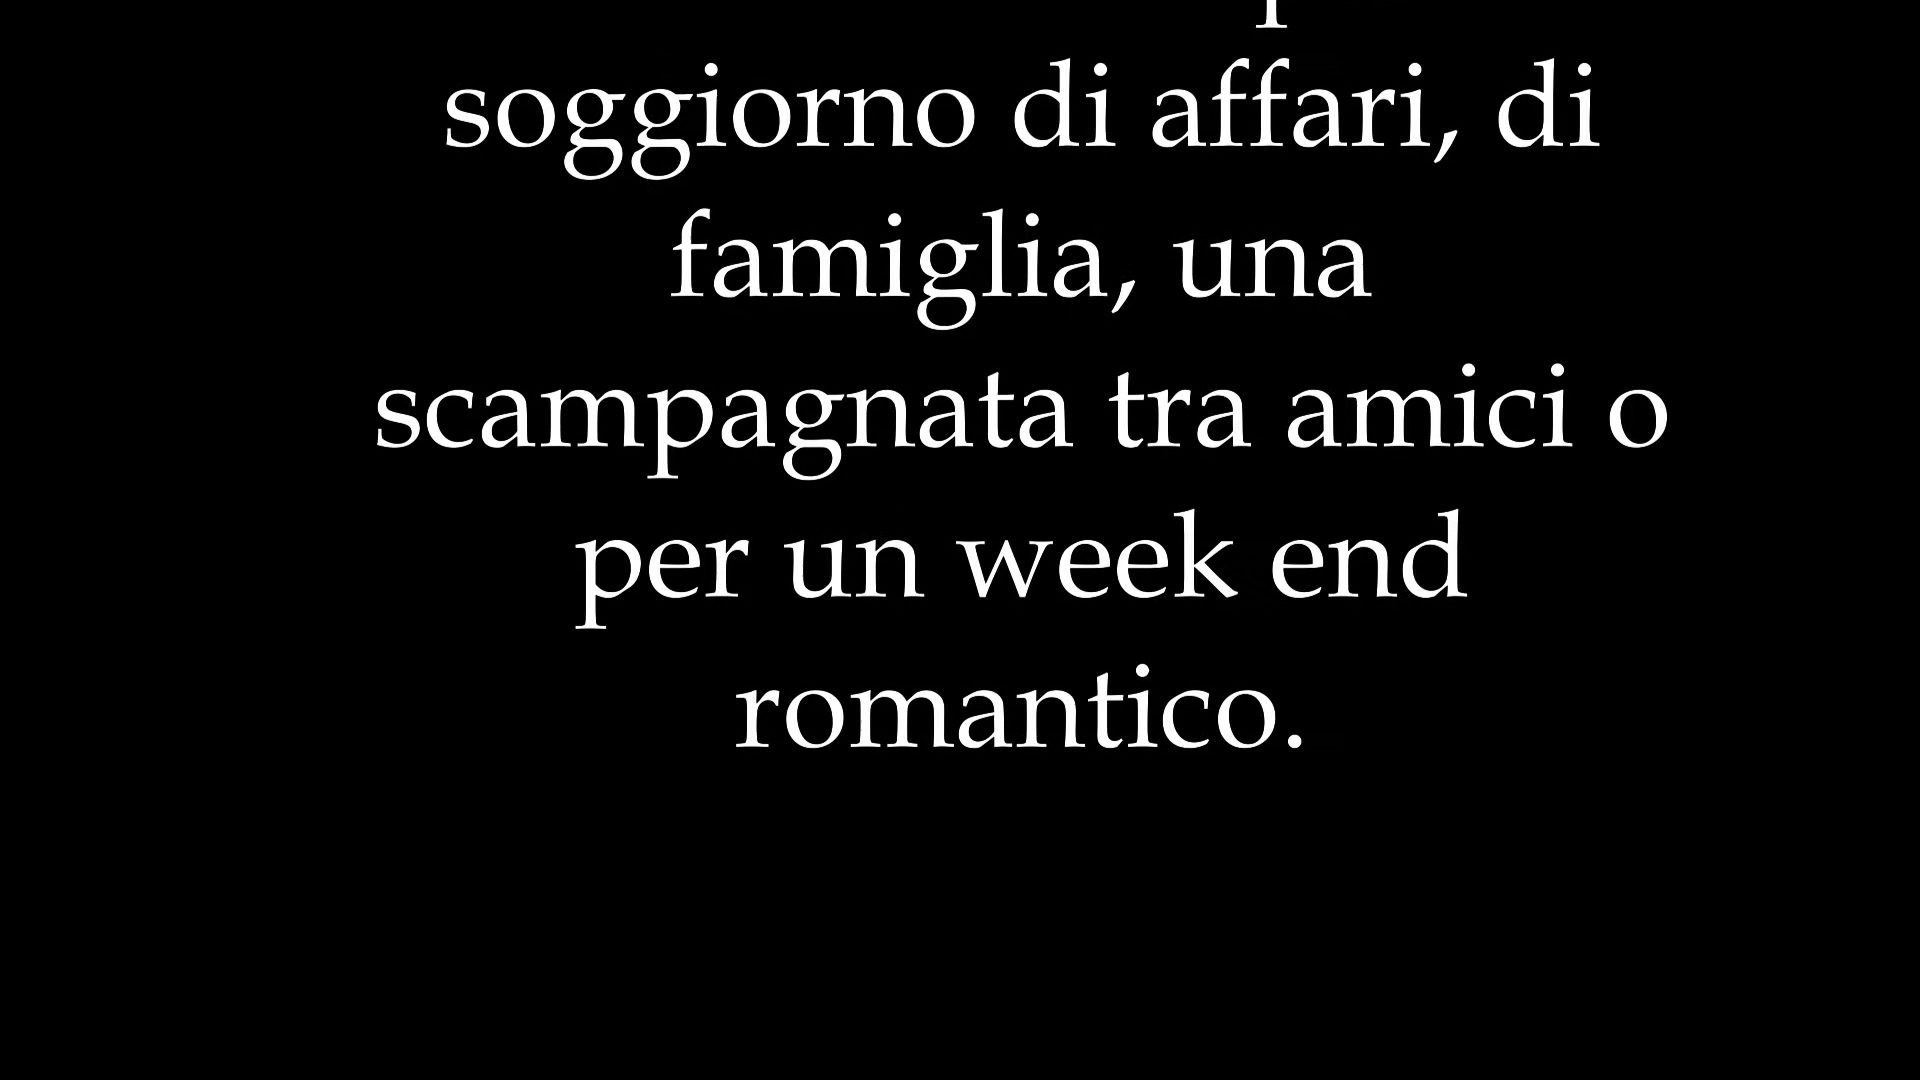 soggiorno di affari, di
famiglia, una
scampagnata tra amici o
per un week end
romantico.